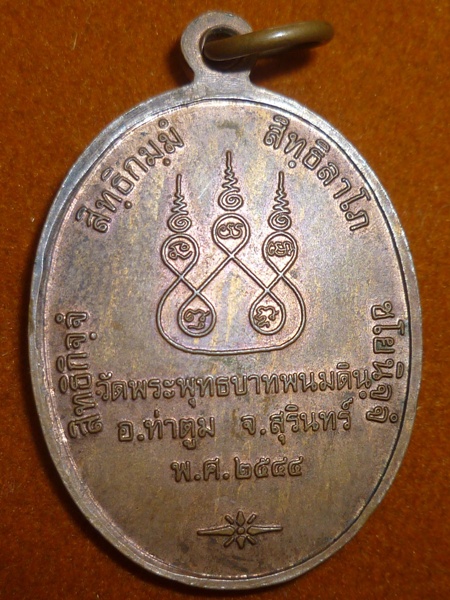 สิทฺธิกิจฺจํ
สิทฺธิกมฺมํ
สิทฺธิลาโภ
ชโยนิจฺจํ
วัดพระพุทธบาทพนมดิน
อ.ท่าตูม จ.สุรินทร์
พ.ศ.๒๕๔๔